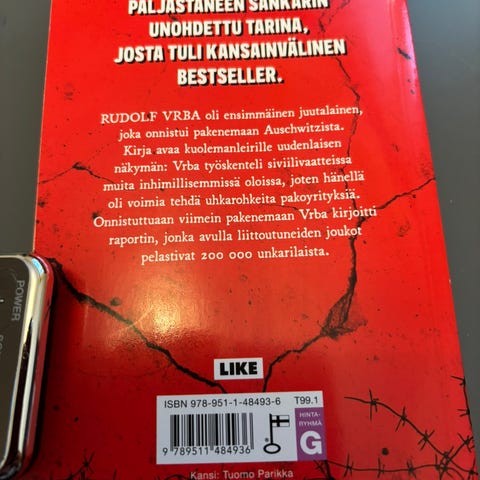 PALJASTANEEN SANKARIN
UNOHDETTU TARINA,
JOSTA TULI KANSAINVÄLINEN
BESTSELLER.
RUDOLF VRBA oli ensimmäinen juutalainen,
joka onnistui pakenemaan Auschwitzista.
Kirja avaa kuolemanleirille uudenlaisen
näkymän: Vrba työskenteli siviilivaatteissa
muita inhimillisemmissä oloissa, joten hänellä
oli voimia tehdä uhkarohkeita pakoyrityksiä.
Onnistuttuaan viimein pakenemaan Vrba kirjoitti
raportin, jonka avulla liittoutuneiden joukot
pelastivat 200 000 unkarilaista.
POWER
LIKE
ISBN 978-951-1-48493-6
T99.1
HINTA-
RYHMÄ
G
9 789511 484936
Kansi: Tuomo Parikka